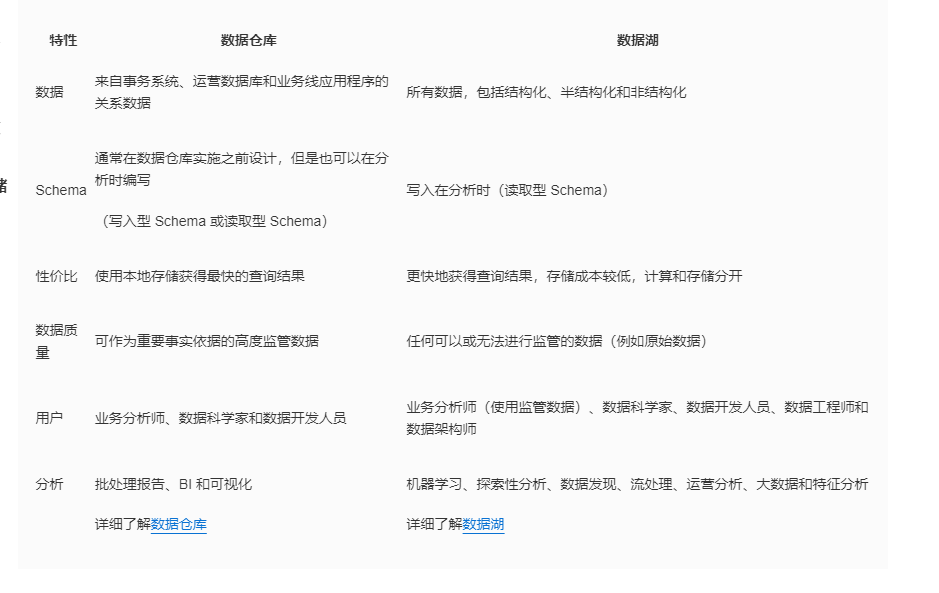 特性 数据仓库 数据湖
数据 来自事务系统、运营数据库和业务线应用程序的
关系数据 所有数据，包括结构化、半结构化和非结构化
Schema 通常在数据仓库实施之前设计，但是也可以在分
析时编写
（写入型 Schema 或读取型 Schema） 写入在分析时（读取型 Schema）
性价比 使用本地存储获得最快的查询结果 更快地获得查询结果，存储成本较低，计算和存储分开
数据质
量 可作为重要事实依据的高度监管数据 任何可以或无法进行监管的数据（例如原始数据）
用户 业务分析师、数据科学家和数据开发人员 业务分析师（使用监管数据）、数据科学家、数据开发人员、数据工程师和
数据架构师
分析 批处理报告、BI 和可视化 机器学习、探索性分析、数据发现、流处理、运营分析、大数据和特征分析
详细了解数据仓库 详细了解数据湖